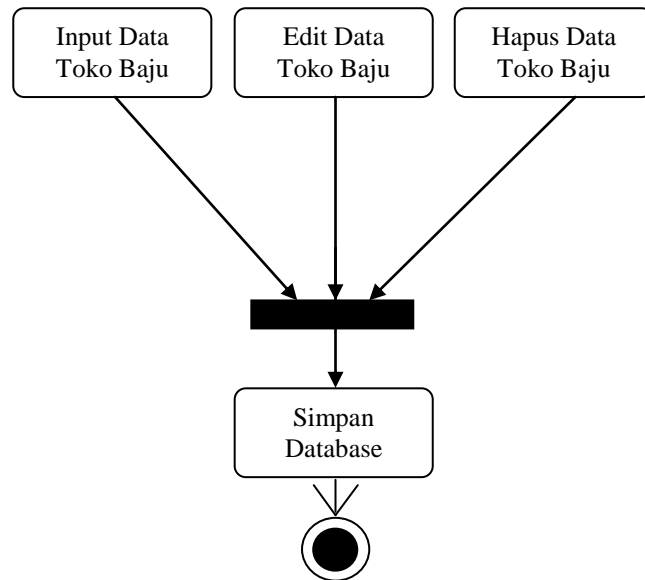 Input Data
Toko Baju
Edit Data
Toko Baju
Hapus Data
Toko Baju
Simpan
Database